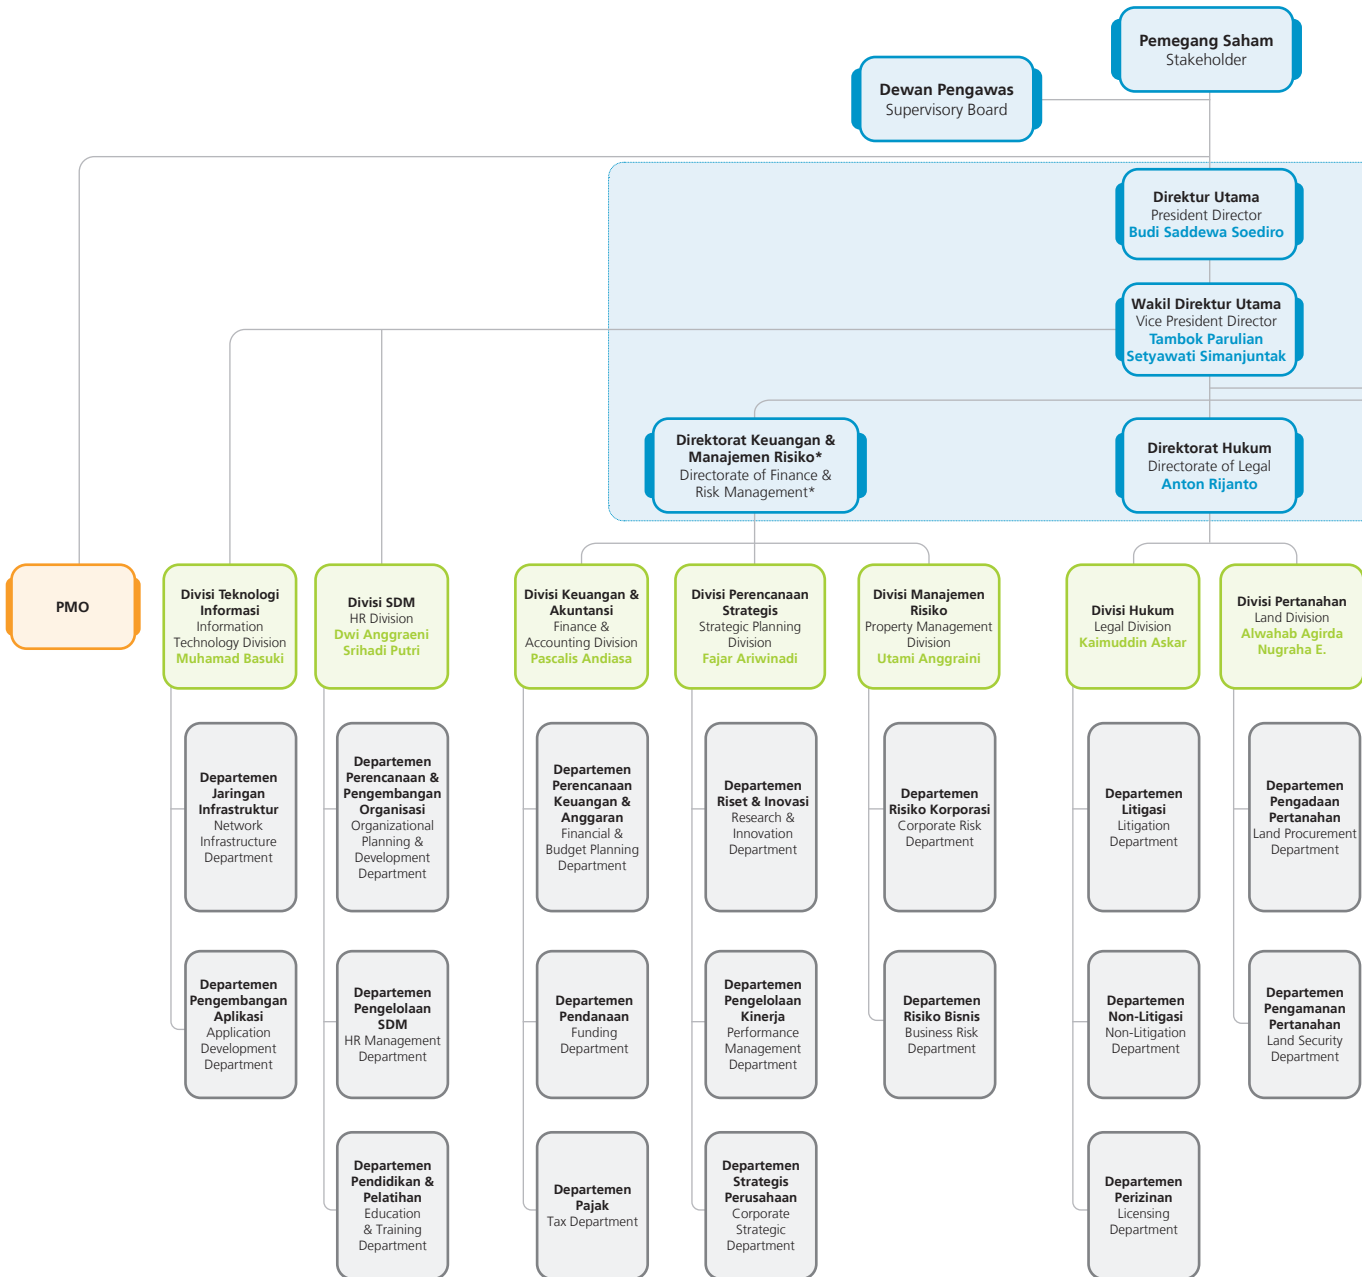 Pemegang Saham
Stakeholder
Dewan Pengawas
Supervisory Board
Direktur Utama
President Director
Budi Saddewa Soediro
Wakil Direktur Utama
Vice President Director
Tambok Parulian
Setyawati Simanjuntak
Direktorat Keuangan &
Manajemen Risiko*
Directorate of Finance &
Risk Management*
Direktorat Hukum
Directorate of Legal
Anton Rijanto
PMO
Divisi Teknologi
Informasi
Information
Technology Division
Muhamad Basuki
Divisi SDM
HR Division
Dwi Anggraeni
Srihadi Putri
Divisi Keuangan &
Akuntansi
Finance &
Accounting Division
Pascalis Andiasa
Divisi Perencanaan
Strategis
Strategic Planning
Division
Fajar Ariwinadi
Divisi Manajemen
Risiko
Property Management
Division
Utami Anggraini
Divisi Hukum
Legal Division
Kaimuddin Askar
Divisi Pertanahan
Land Division
Alwahab Agirda
Nugraha E.
Departemen
Jaringan
Infrastruktur
Network
Infrastructure
Department
Departemen
Perencanaan &
Pengembangan
Organisasi
Organizational
Planning &
Development
Department
Departemen
Perencanaan
Keuangan &
Anggaran
Financial &
Budget Planning
Department
Departemen
Riset & Inovasi
Research &
Innovation
Department
Departemen
Risiko Korporasi
Corporate Risk
Department
Departemen
Litigasi
Litigation
Department
Departemen
Pengadaan
Pertanahan
Land Procurement
Department
Departemen
Pengembangan
Aplikasi
Application
Development
Department
Departemen
Pengelolaan
SDM
HR Management
Department
Departemen
Pendanaan
Funding
Department
Departemen
Pengelolaan
Kinerja
Performance
Management
Department
Departemen
Risiko Bisnis
Business Risk
Department
Departemen
Non-Litigasi
Non-Litigation
Department
Departemen
Pengamanan
Pertanahan
Land Security
Department
Departemen
Pendidikan &
Pelatihan
Education
& Training
Department
Departemen
Pajak
Tax Department
Departemen
Strategis
Perusahaan
Corporate
Strategic
Department
Departemen
Perizinan
Licensing
Department